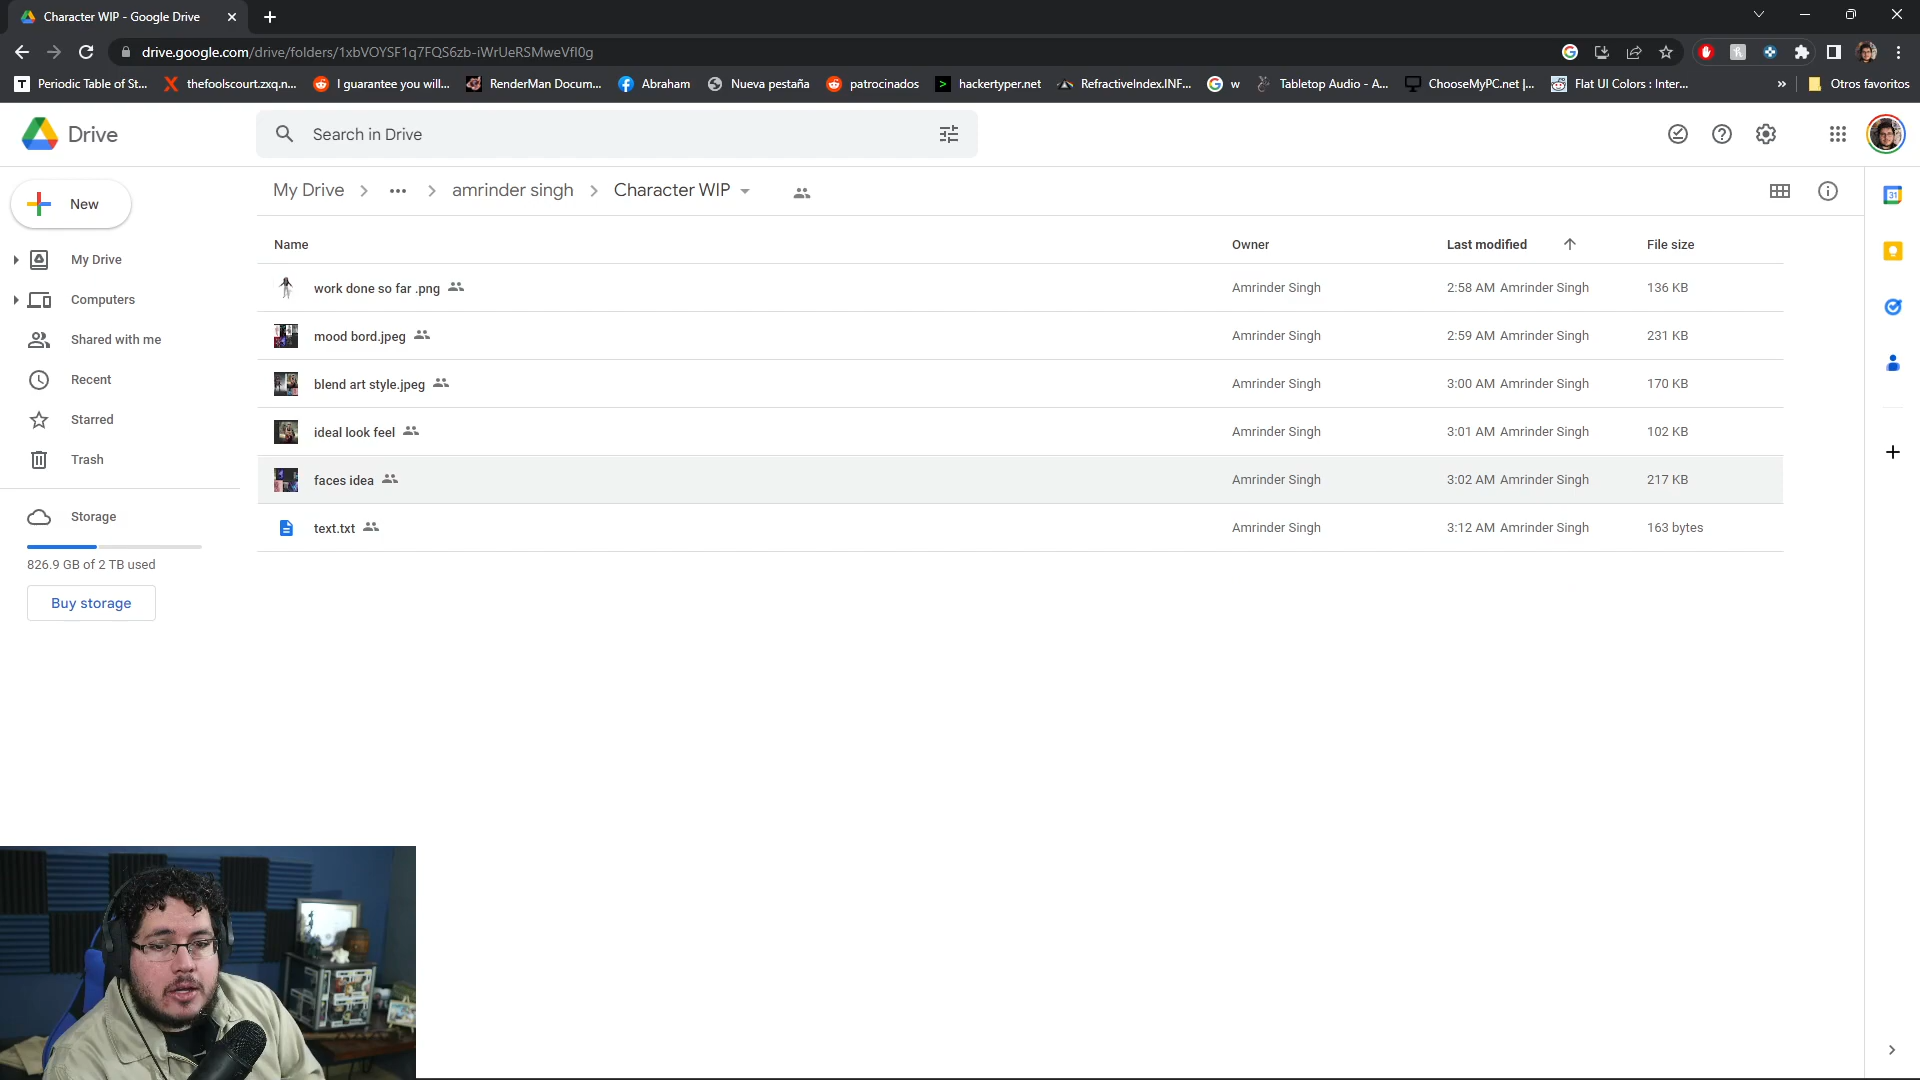 Character WIP - Google Drive
drive.google.com/drive/folders/1xbVOYSF1q7FQS6zb-iWrUeRSMweVfl0g
Periodic Table of St...
thefoolscourt.zxq.n...
I guarantee you will...
RenderMan Docum...
Abraham
Nueva pestaña
patrocinados
hackertyper.net
RefractiveIndex.INF...
w
Tabletop Audio - A...
ChooseMyPC.net |...
Flat UI Colors : Inter...
»
Otros favoritos
Drive
Search in Drive
New
My Drive
Computers
Shared with me
Recent
Starred
Trash
Storage
826.9 GB of 2 TB used
Buy storage
My Drive > ... > amrinder singh > Character WIP
Name Owner Last modified File size
work done so far .png Amrinder Singh 2:58 AM Amrinder Singh 136 KB
mood bord.jpeg Amrinder Singh 2:59 AM Amrinder Singh 231 KB
blend art style.jpeg Amrinder Singh 3:00 AM Amrinder Singh 170 KB
ideal look feel Amrinder Singh 3:01 AM Amrinder Singh 102 KB
faces idea Amrinder Singh 3:02 AM Amrinder Singh 217 KB
text.txt Amrinder Singh 3:12 AM Amrinder Singh 163 bytes
31